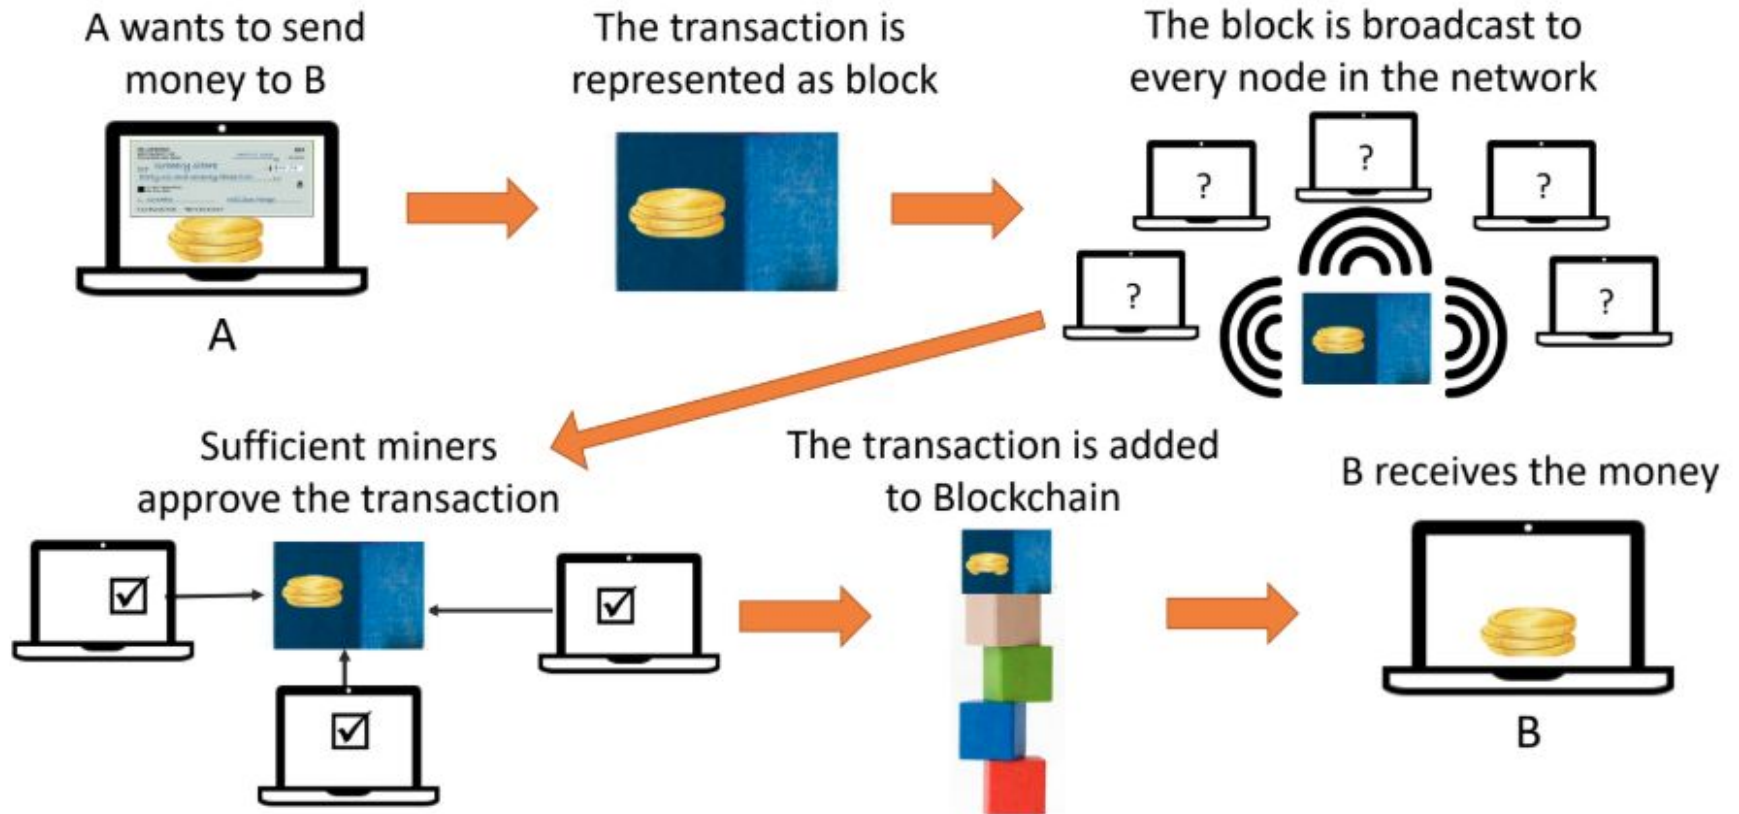 A wants to send
money to B
The transaction is
represented as block
The block is broadcast to
every node in the network
?
?
?
?
?
A
Sufficient miners
approve the transaction
The transaction is added
to Blockchain
B receives the money
B